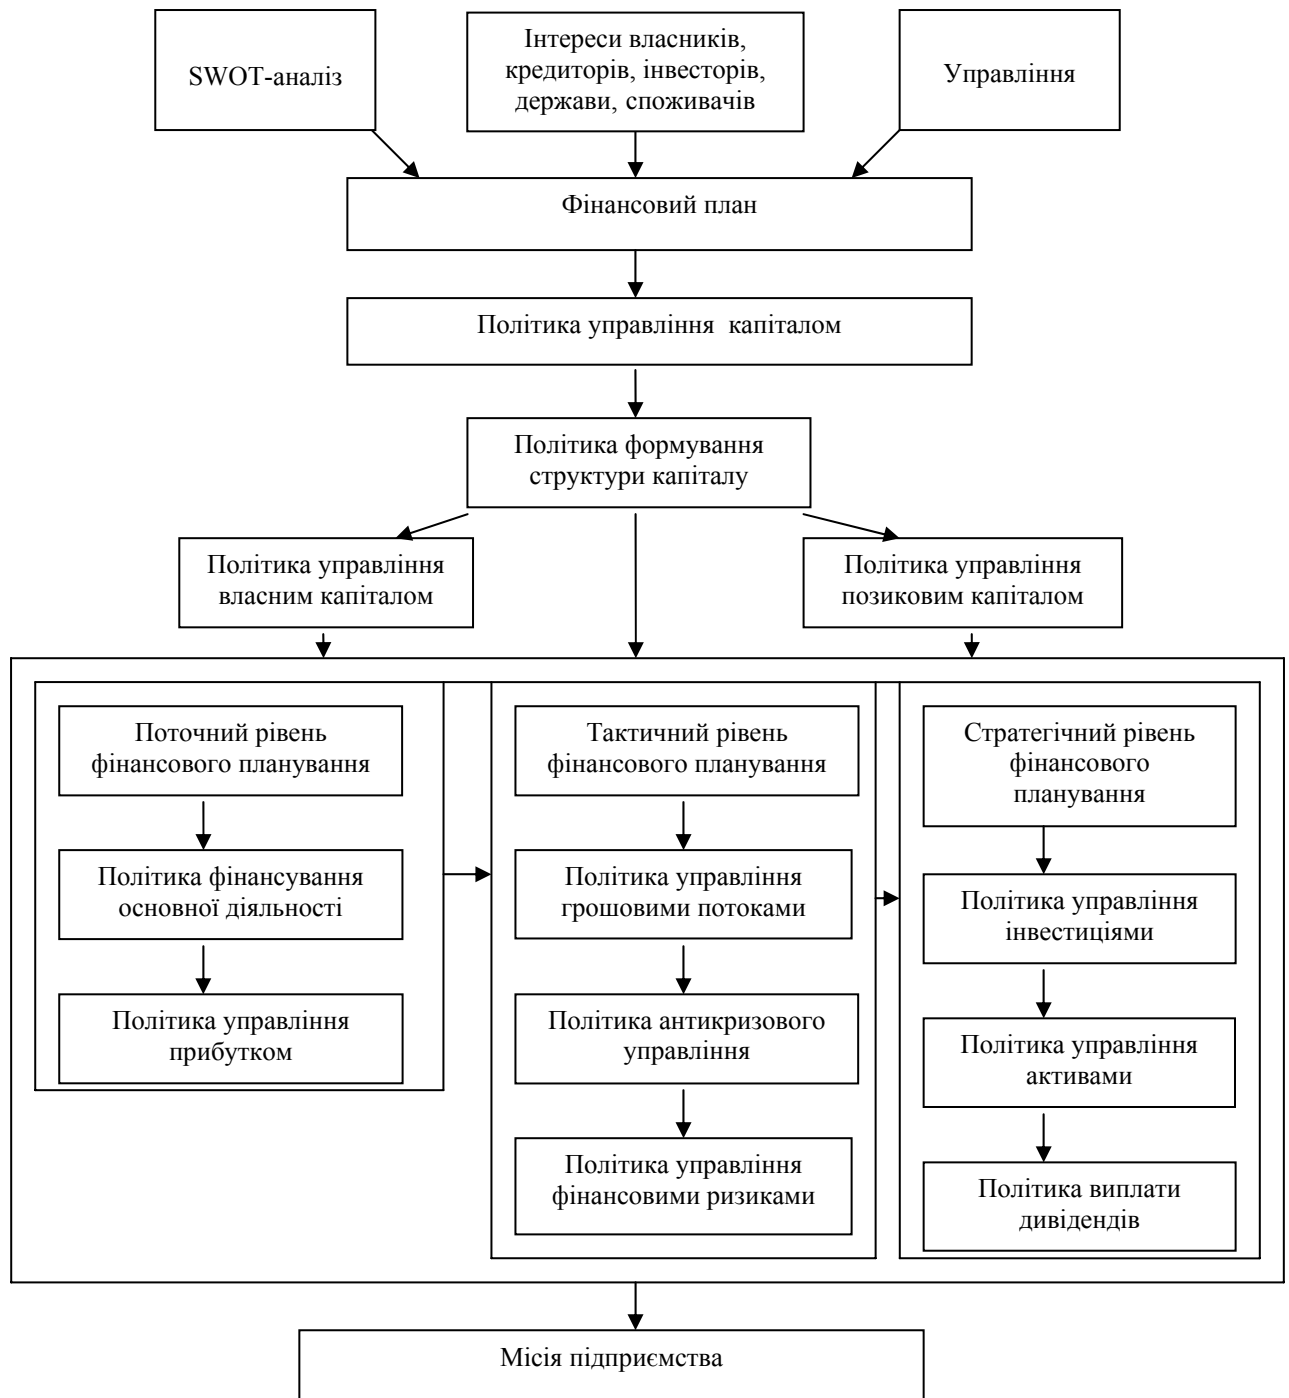 SWOT-аналіз
Інтереси власників,
кредиторів, інвесторів,
держави, споживачів
Управління
Фінансовий план
Політика управління  капіталом
Політика формування
структури капіталу
Політика управління
власним капіталом
Політика управління
позиковим капіталом
Поточний рівень
фінансового планування
Політика фінансування
основної діяльності
Політика управління
прибутком
Тактичний рівень
фінансового планування
Політика управління
грошовими потоками
Політика антикризового
управління
Політика управління
фінансовими ризиками
Стратегічний рівень
фінансового
планування
Політика управління
інвестиціями
Політика управління
активами
Політика виплати
дивідендів
Місія підприємства